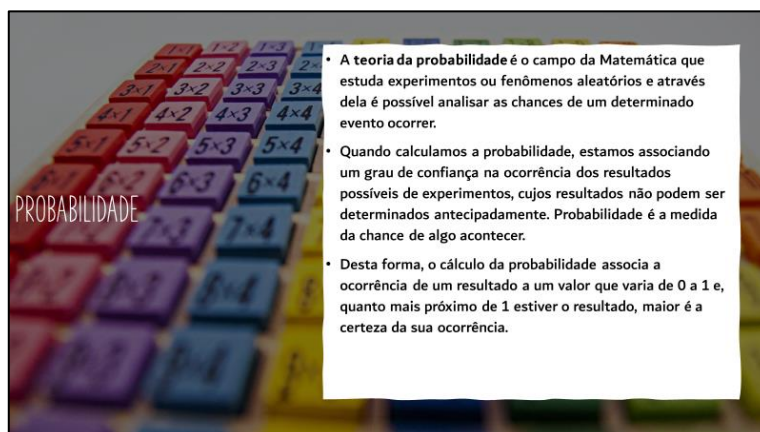 PROBABILIDADE
• A teoria da probabilidade é o campo da Matemática que
estuda experimentos ou fenômenos aleatórios e através
dela é possível analisar as chances de um determinado
evento ocorrer.
• Quando calculamos a probabilidade, estamos associando
um grau de confiança na ocorrência dos resultados
possíveis de experimentos, cujos resultados não podem ser
determinados antecipadamente. Probabilidade é a medida
da chance de algo acontecer.
• Desta forma, o cálculo da probabilidade associa a
ocorrência de um resultado a um valor que varia de 0 a 1 e,
quanto mais próximo de 1 estiver o resultado, maior é a
certeza da sua ocorrência.
1×1 1×2 1×3
2×1 2×2 2×3
3×1 3×2 3×3 3×4
4×1 4×2 4×3 4×4
5×1 5×2 5×3 5×4
6×3 6×4
7×3 7×4